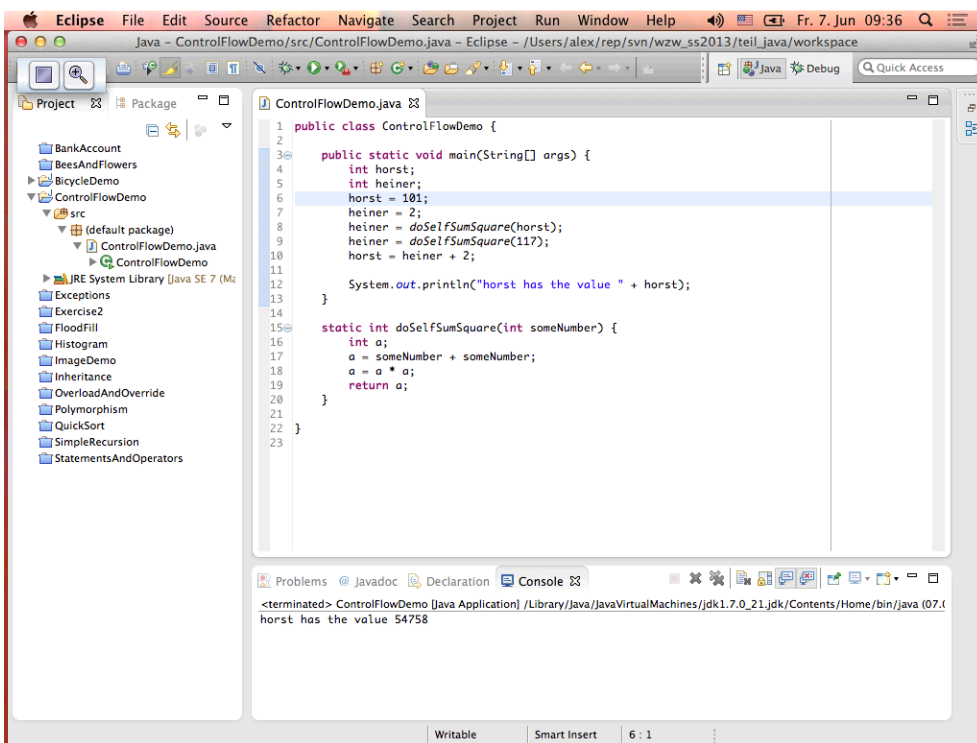 Eclipse File Edit Source Refactor Navigate Search Project Run Window Help Fr. 7. Jun 09:36
Java – ControlFlowDemo/src/ControlFlowDemo.java – Eclipse – /Users/alex/rep/svn/wzw_ss2013/teil_java/workspace
Java Debug Quick Access
Project Package
BankAccount
BeesAndFlowers
BicycleDemo
ControlFlowDemo
src
(default package)
ControlFlowDemo.java
ControlFlowDemo
JRE System Library [Java SE 7 (Ma
Exceptions
Exercise2
FloodFill
Histogram
ImageDemo
Inheritance
OverloadAndOverride
Polymorphism
QuickSort
SimpleRecursion
StatementsAndOperators
ControlFlowDemo.java
1 public class ControlFlowDemo {
2
3 public static void main(String[] args) {
4 int horst;
5 int heiner;
6 horst = 101;
7 heiner = 2;
8 heiner = doSelfSumSquare(horst);
9 heiner = doSelfSumSquare(117);
10 horst = heiner + 2;
11
12 System.out.println("horst has the value " + horst);
13 }
14
15 static int doSelfSumSquare(int someNumber) {
16 int a;
17 a = someNumber + someNumber;
18 a = a * a;
19 return a;
20 }
21
22 }
23
Problems @ Javadoc Declaration Console
<terminated> ControlFlowDemo [Java Application] /Library/Java/JavaVirtualMachines/jdk1.7.0_21.jdk/Contents/Home/bin/java (07.0
horst has the value 54758
Writable Smart Insert 6 : 1